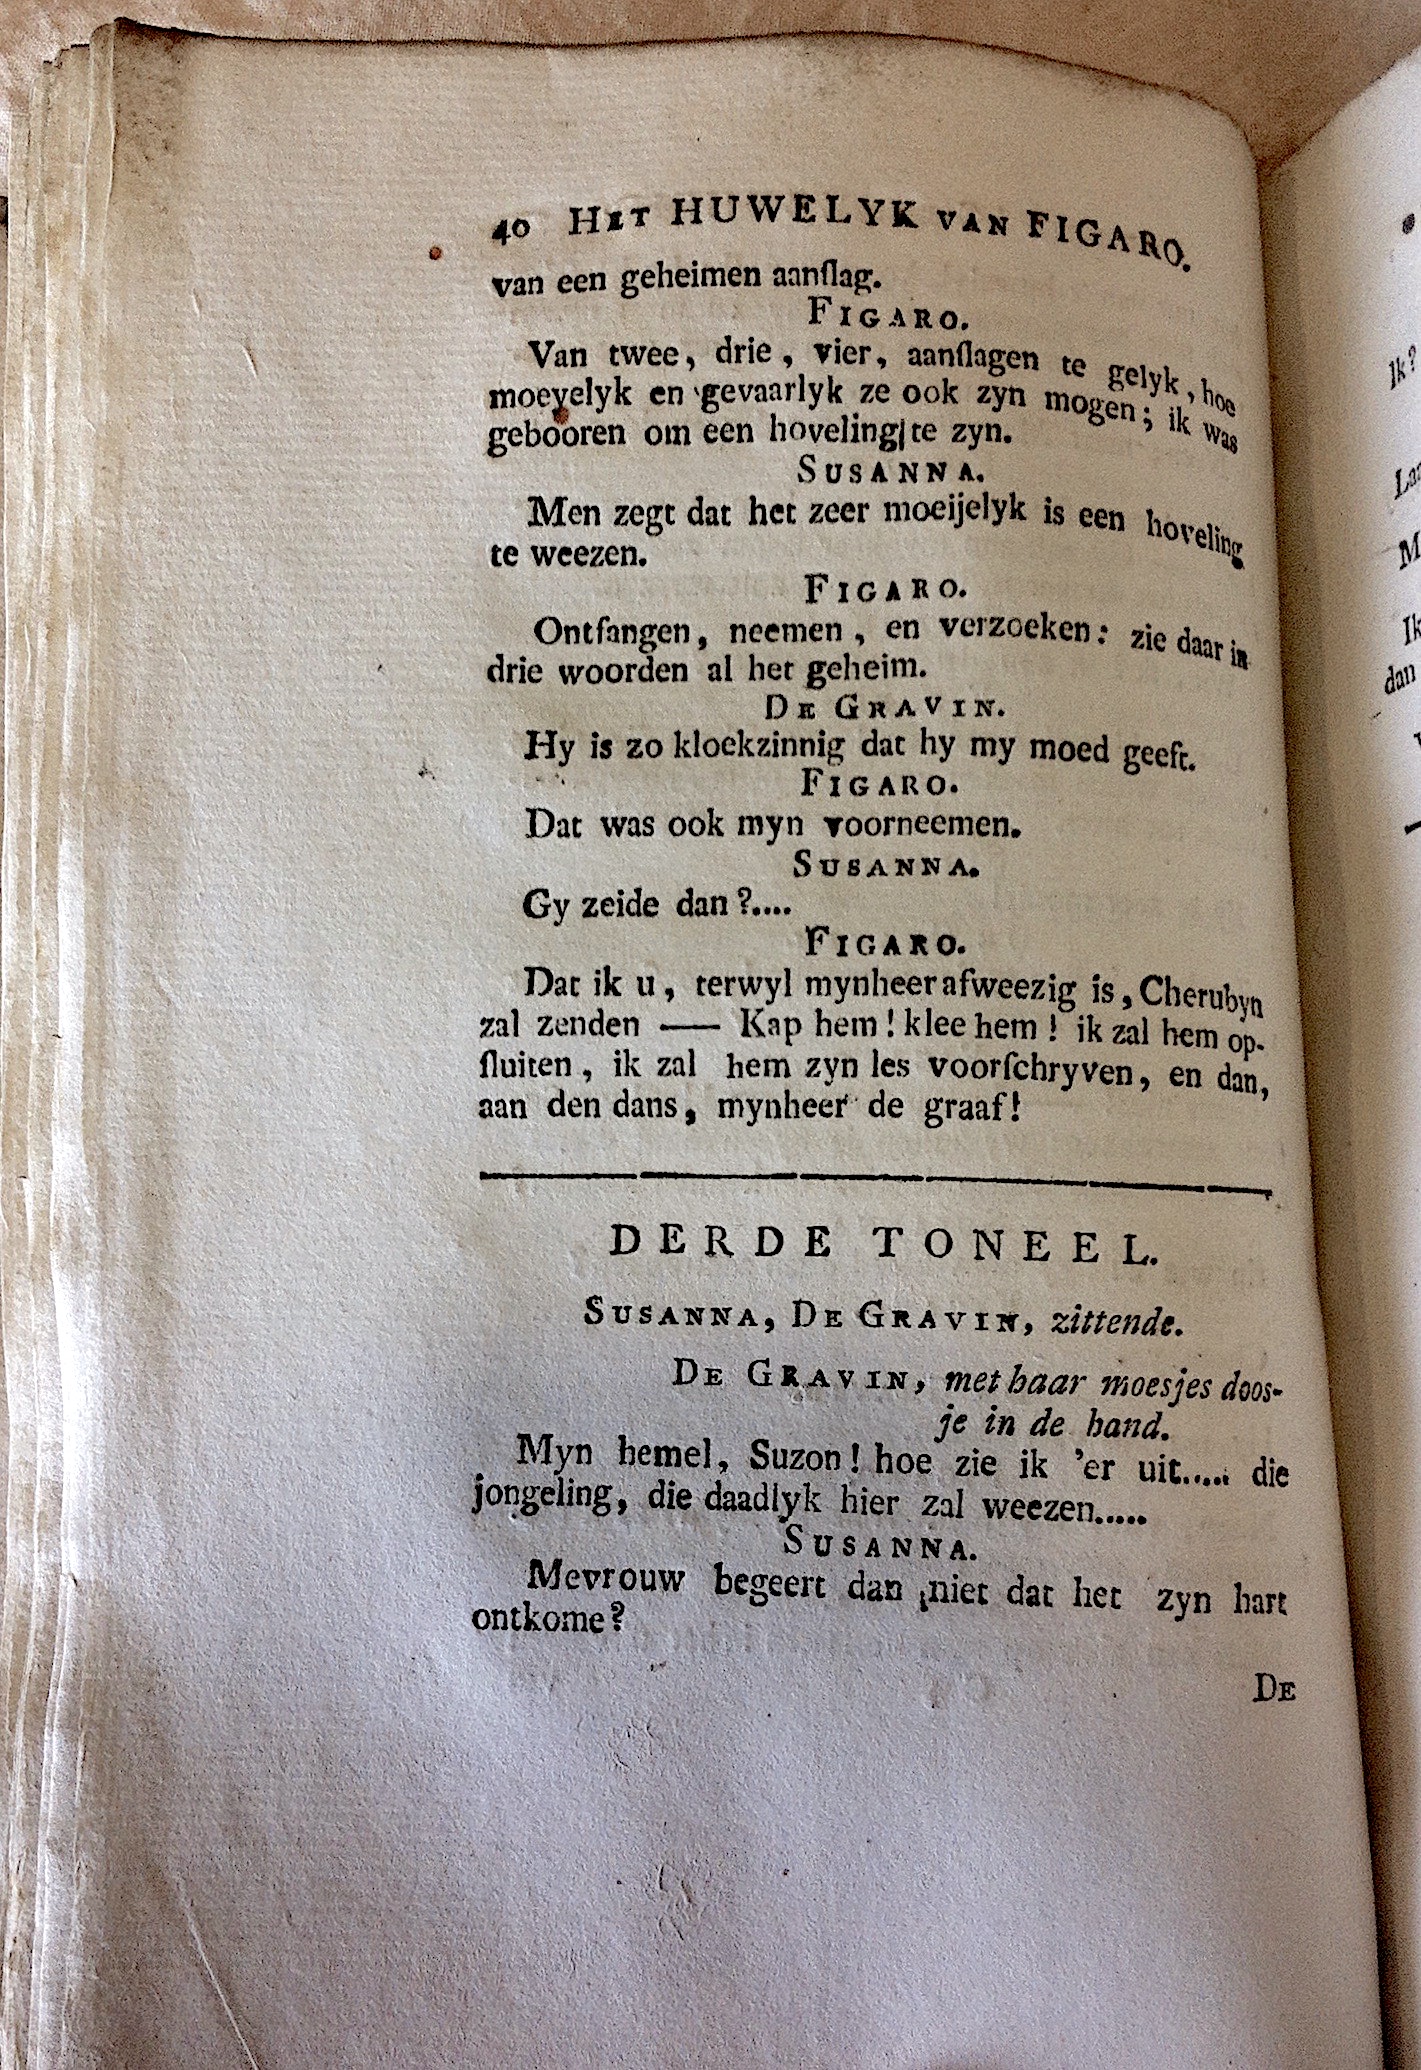 40 HET HUWELYK VAN FIGARO.
van een geheimen aanſlag.
FIGARO.
Van twee, drie, vier, aanſlagen te gelyk, hoe
moeyelyk en gevaarlyk ze ook zyn mogen; ik was
gebooren om een hoveling te zyn.
SUSANNA.
Men zegt dat het zeer moeijelyk is een hoveling
te weezen.
FIGARO.
Ontfangen, neemen, en verzoeken: zie daar in
drie woorden al het geheim.
DE GRAVIN.
Hy is zo kloekzinnig dat hy my moed geeft.
FIGARO.
Dat was ook myn voorneemen.
SUSANNA.
Gy zeide dan?....
FIGARO.
Dat ik u, terwyl mynheer afweezig is, Cherubyn
zal zenden — Kap hem! klee hem! ik zal hem op-
ſluiten, ik zal hem zyn les voorſchryven, en dan,
aan den dans, mynheer de graaf!
DERDE TONEEL.
SUSANNA, DE GRAVIN, zittende.
DE GRAVIN, met haar moesjes doos-
je in de hand.
Myn hemel, Suzon! hoe zie ik 'er uit..... die
jongeling, die daadlyk hier zal weezen.....
SUSANNA.
Mevrouw begeert dan niet dat het zyn hart
ontkome?
DE
Ik?
Ik
dan